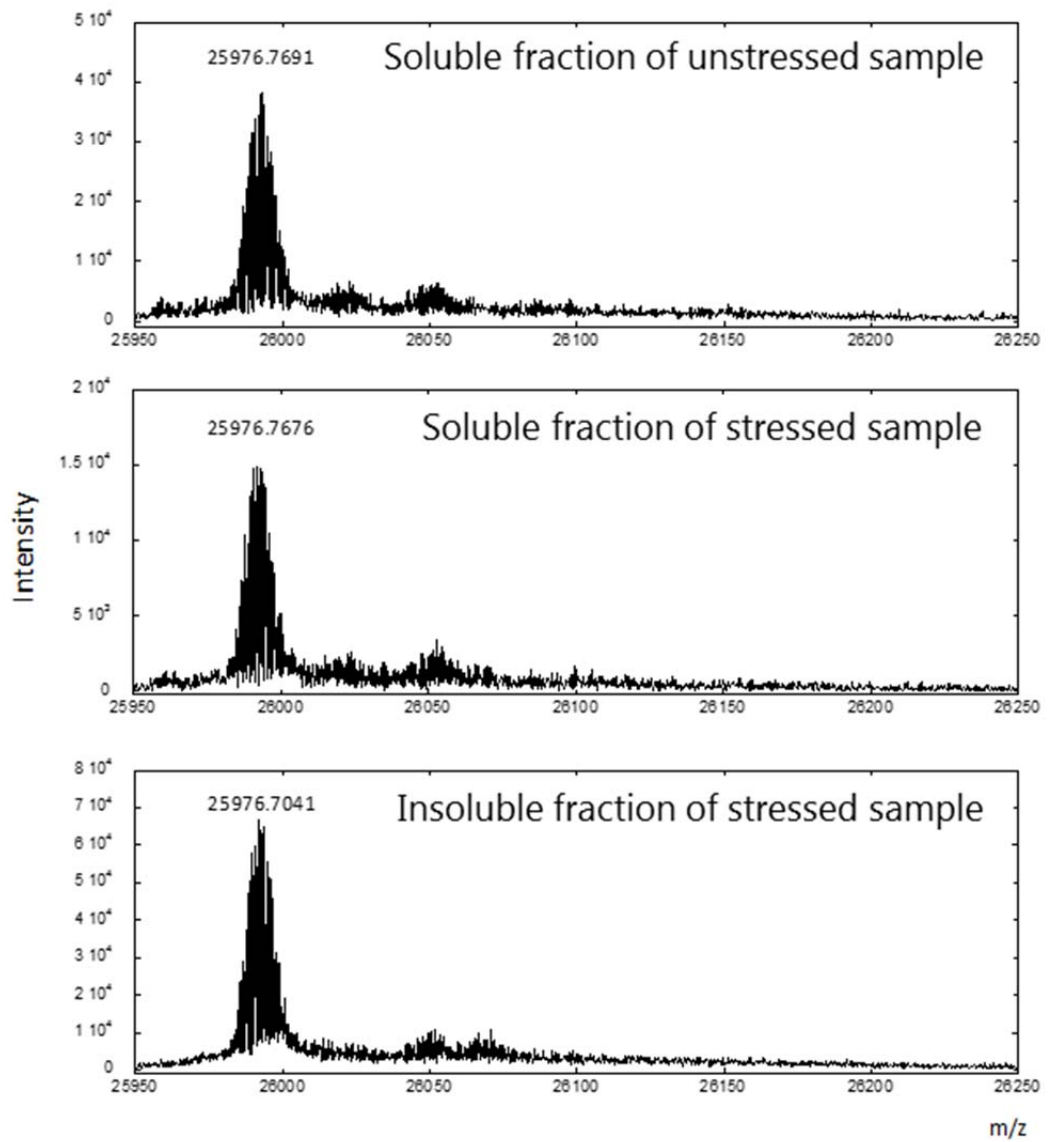 5 10⁴
25976.7691
Soluble fraction of unstressed sample
4 10⁴
3 10⁴
2 10⁴
1 10⁴
0
25950 26000 26050 26100 26150 26200 26250
2 10⁴
25976.7676
Soluble fraction of stressed sample
1.5 10⁴
1 10⁴
5 10³
0
25950 26000 26050 26100 26150 26200 26250
Intensity
8 10⁴
7 10⁴
25976.7041
Insoluble fraction of stressed sample
6 10⁴
5 10⁴
4 10⁴
3 10⁴
2 10⁴
1 10⁴
0
25950 26000 26050 26100 26150 26200 26250
m/z